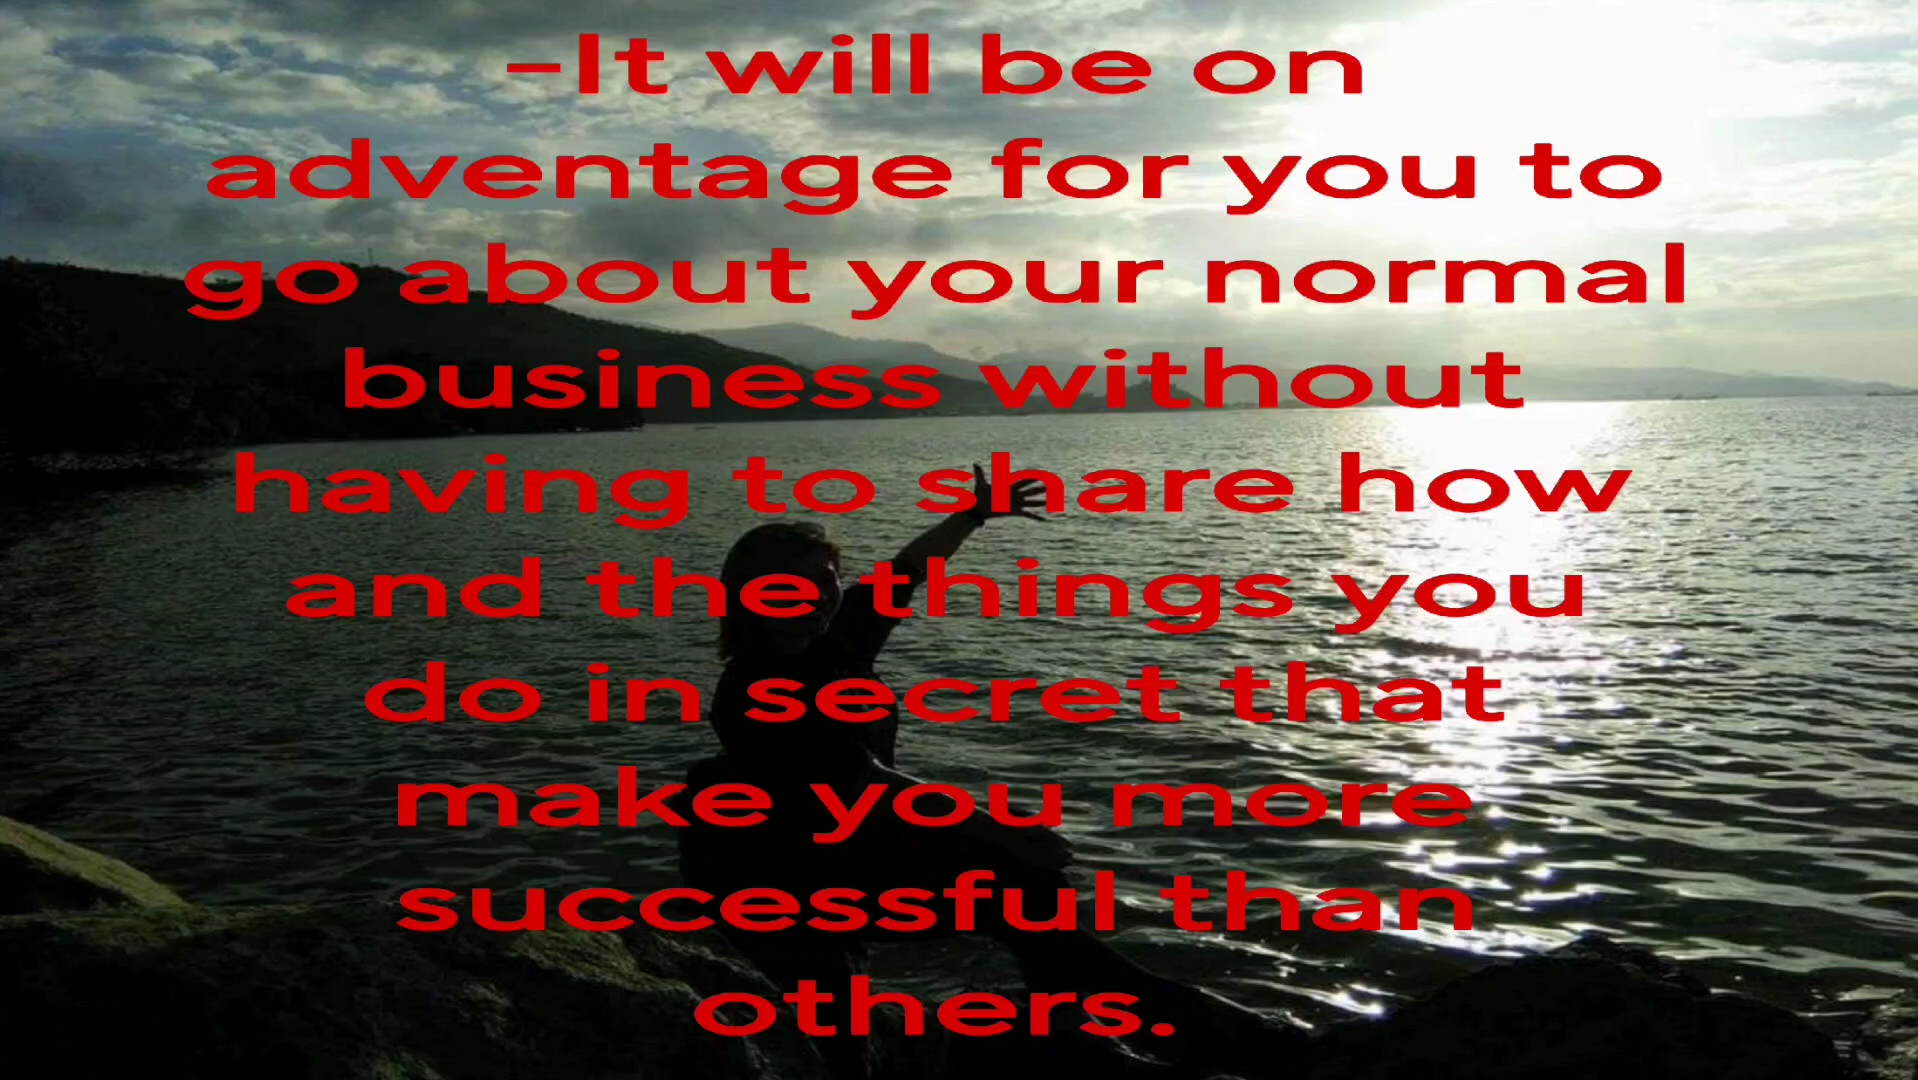 -It will be on
adventage for you to
go about your normal
business without
having to share how
and the things you
do in secret that
make you more
successful than
others.